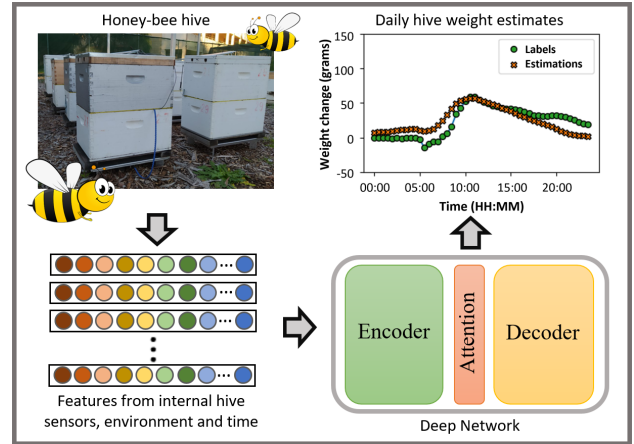 Honey-bee hive
Daily hive weight estimates
Weight change (grams)
150
100
50
0
-50
Labels
Estimations
00:00 05:00 10:00 15:00 20:00
Time (HH:MM)
Features from internal hive
sensors, environment and time
Encoder
Attention
Decoder
Deep Network